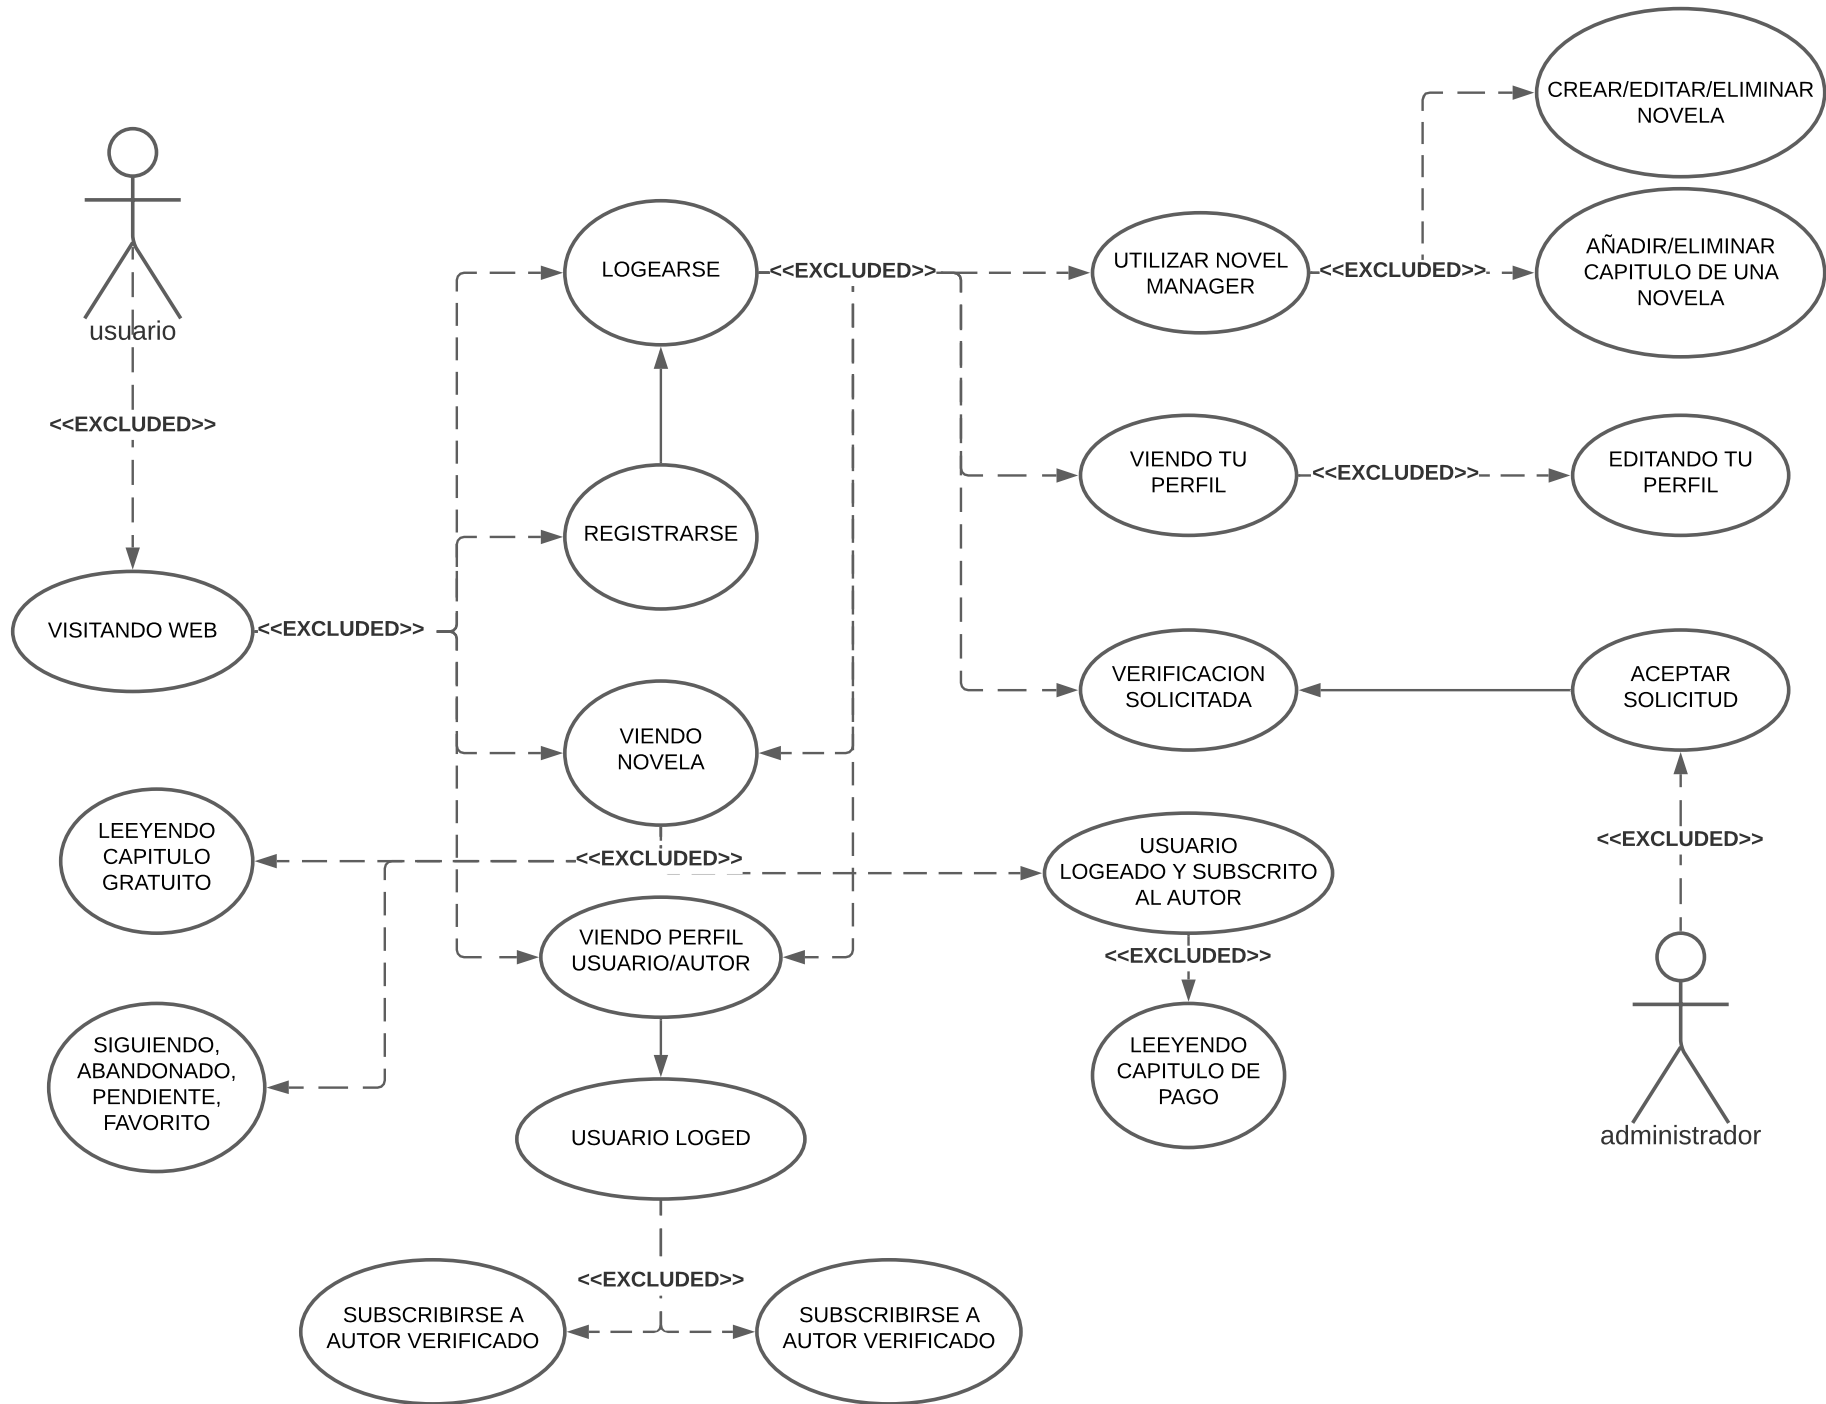 CREAR/EDITAR/ELIMINAR
NOVELA
usuario
LOGEARSE
<<EXCLUDED>>
UTILIZAR NOVEL
MANAGER
<<EXCLUDED>>
AÑADIR/ELIMINAR
CAPITULO DE UNA
NOVELA
<<EXCLUDED>>
REGISTRARSE
VIENDO TU
PERFIL
<<EXCLUDED>>
EDITANDO TU
PERFIL
VISITANDO WEB
<<EXCLUDED>>
VERIFICACION
SOLICITADA
ACEPTAR
SOLICITUD
VIENDO
NOVELA
LEEYENDO
CAPITULO
GRATUITO
<<EXCLUDED>>
USUARIO
LOGEADO Y SUBSCRITO
AL AUTOR
<<EXCLUDED>>
VIENDO PERFIL
USUARIO/AUTOR
<<EXCLUDED>>
SIGUIENDO,
ABANDONADO,
PENDIENTE,
FAVORITO
LEEYENDO
CAPITULO DE
PAGO
administrador
USUARIO LOGED
<<EXCLUDED>>
SUBSCRIBIRSE A
AUTOR VERIFICADO
SUBSCRIBIRSE A
AUTOR VERIFICADO